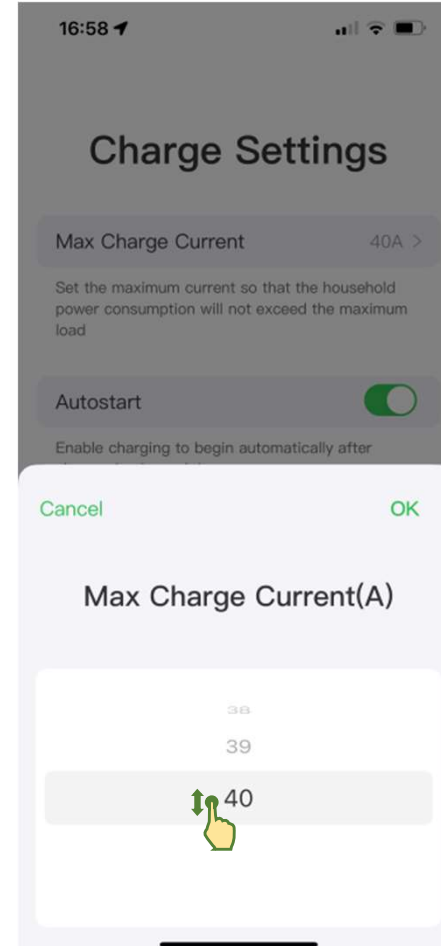 16:58
Charge Settings
Max Charge Current 40A >
Set the maximum current so that the household
power consumption will not exceed the maximum
load
Autostart
Enable charging to begin automatically after
Cancel OK
Max Charge Current(A)
38
39
40